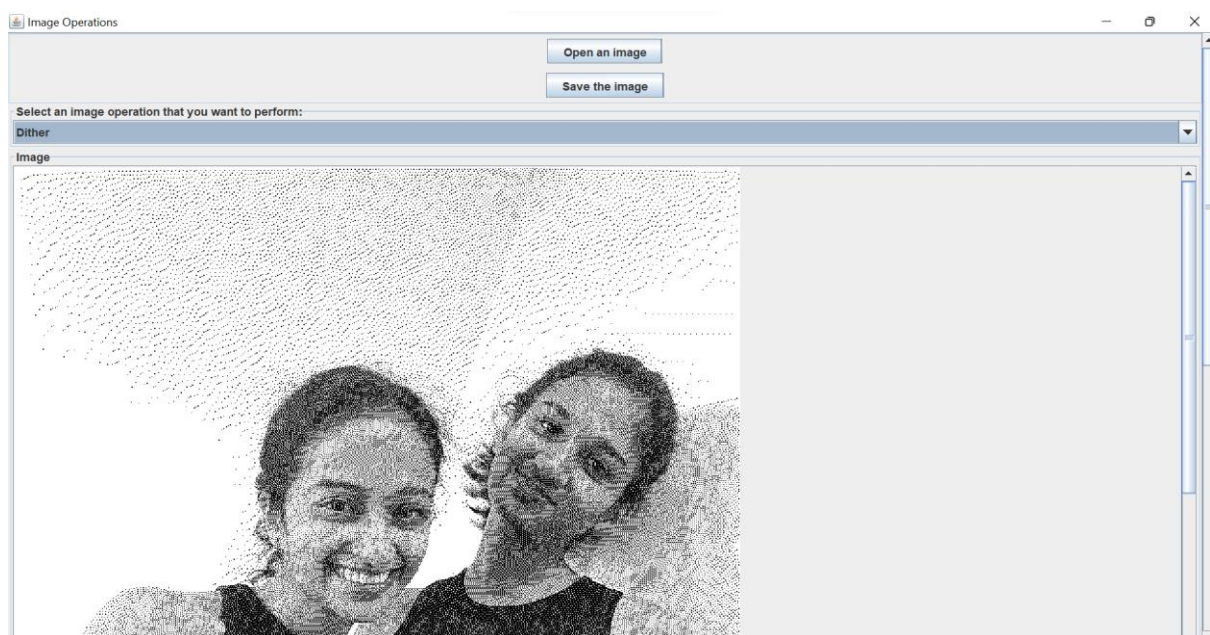 Image Operations
Open an image
Save the image
Select an image operation that you want to perform:
Dither
Image